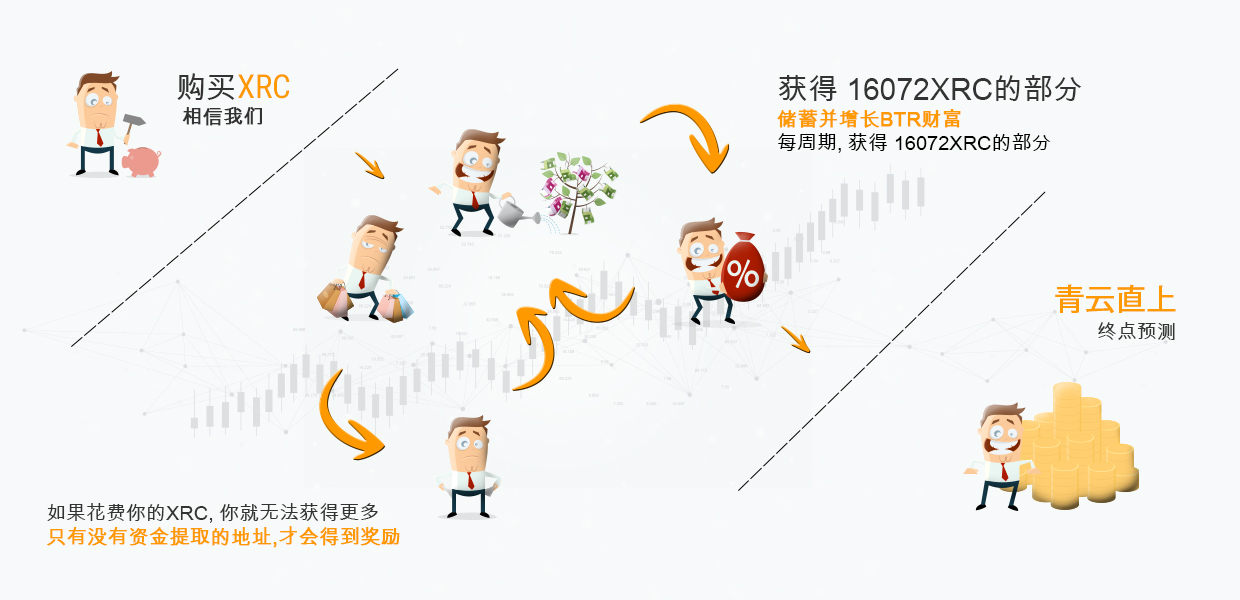 购买XRC
相信我们
获得 16072XRC的部分
储蓄并增长BTR财富
每周期, 获得 16072XRC的部分
%
青云直上
终点预测
如果花费你的XRC, 你就无法获得更多
只有没有资金提取的地址,才会得到奖励